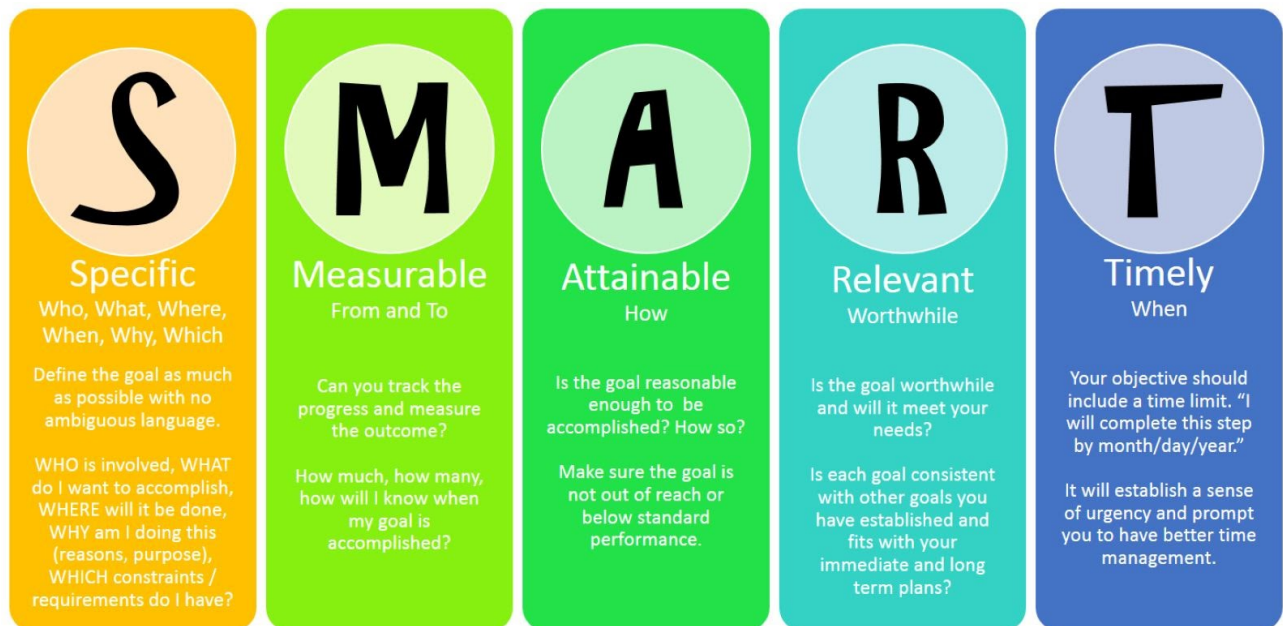 S
Specific
Who, What, Where,
When, Why, Which
Define the goal as much
as possible with no
ambiguous language.
WHO is involved, WHAT
do I want to accomplish,
WHERE will it be done,
WHY am I doing this
(reasons, purpose),
WHICH constraints /
requirements do I have?
M
Measurable
From and To
Can you track the
progress and measure
the outcome?
How much, how many,
how will I know when
my goal is
accomplished?
A
Attainable
How
Is the goal reasonable
enough to be
accomplished? How so?
Make sure the goal is
not out of reach or
below standard
performance.
R
Relevant
Worthwhile
Is the goal worthwhile
and will it meet your
needs?
Is each goal consistent
with other goals you
have established and
fits with your
immediate and long
term plans?
T
Timely
When
Your objective should
include a time limit. “I
will complete this step
by month/day/year.”
It will establish a sense
of urgency and prompt
you to have better time
management.